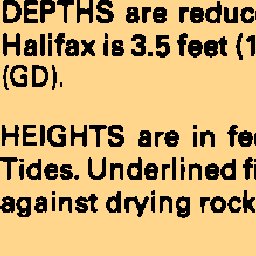 DEPTHS are reduc
Halifax is 3.5 feet (1
(GD).
HEIGHTS are in fe
Tides. Underlined fi
against drying rock